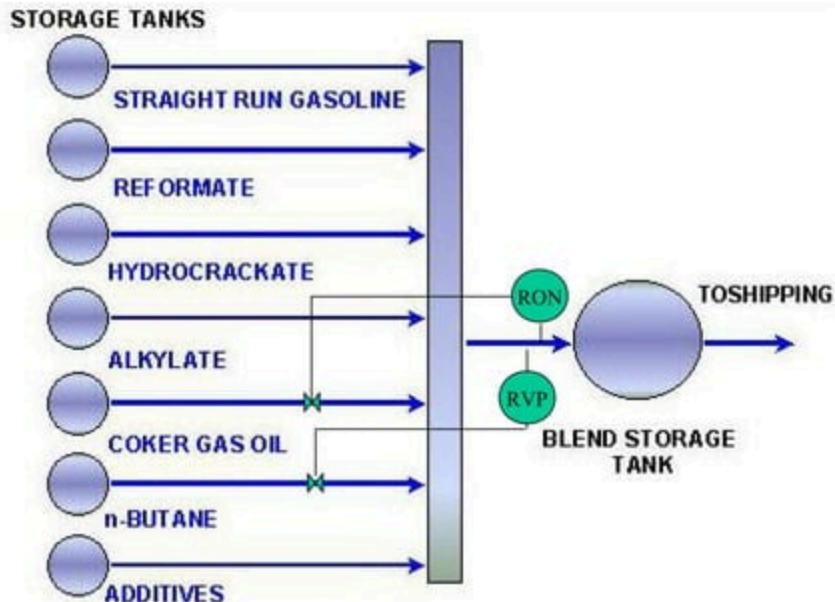 STORAGE TANKS
STRAIGHT RUN GASOLINE
REFORMATE
HYDROCRACKATE
RON
TOSHIPPING
ALKYLATE
RVP
COKER GAS OIL
BLEND STORAGE
TANK
n-BUTANE
ADDITIVES